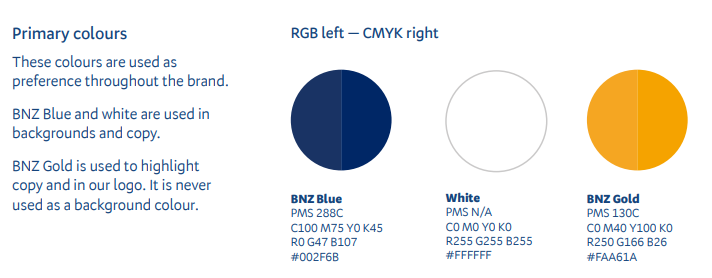 Primary colours
These colours are used as
preference throughout the brand.
BNZ Blue and white are used in
backgrounds and copy.
BNZ Gold is used to highlight
copy and in our logo. It is never
used as a background colour.
RGB left — CMYK right
BNZ Blue
PMS 288C
C100 M75 Y0 K45
R0 G47 B107
#002F6B
White
PMS N/A
C0 M0 Y0 K0
R255 G255 B255
#FFFFFF
BNZ Gold
PMS 130C
C0 M40 Y100 K0
R250 G166 B26
#FAA61A